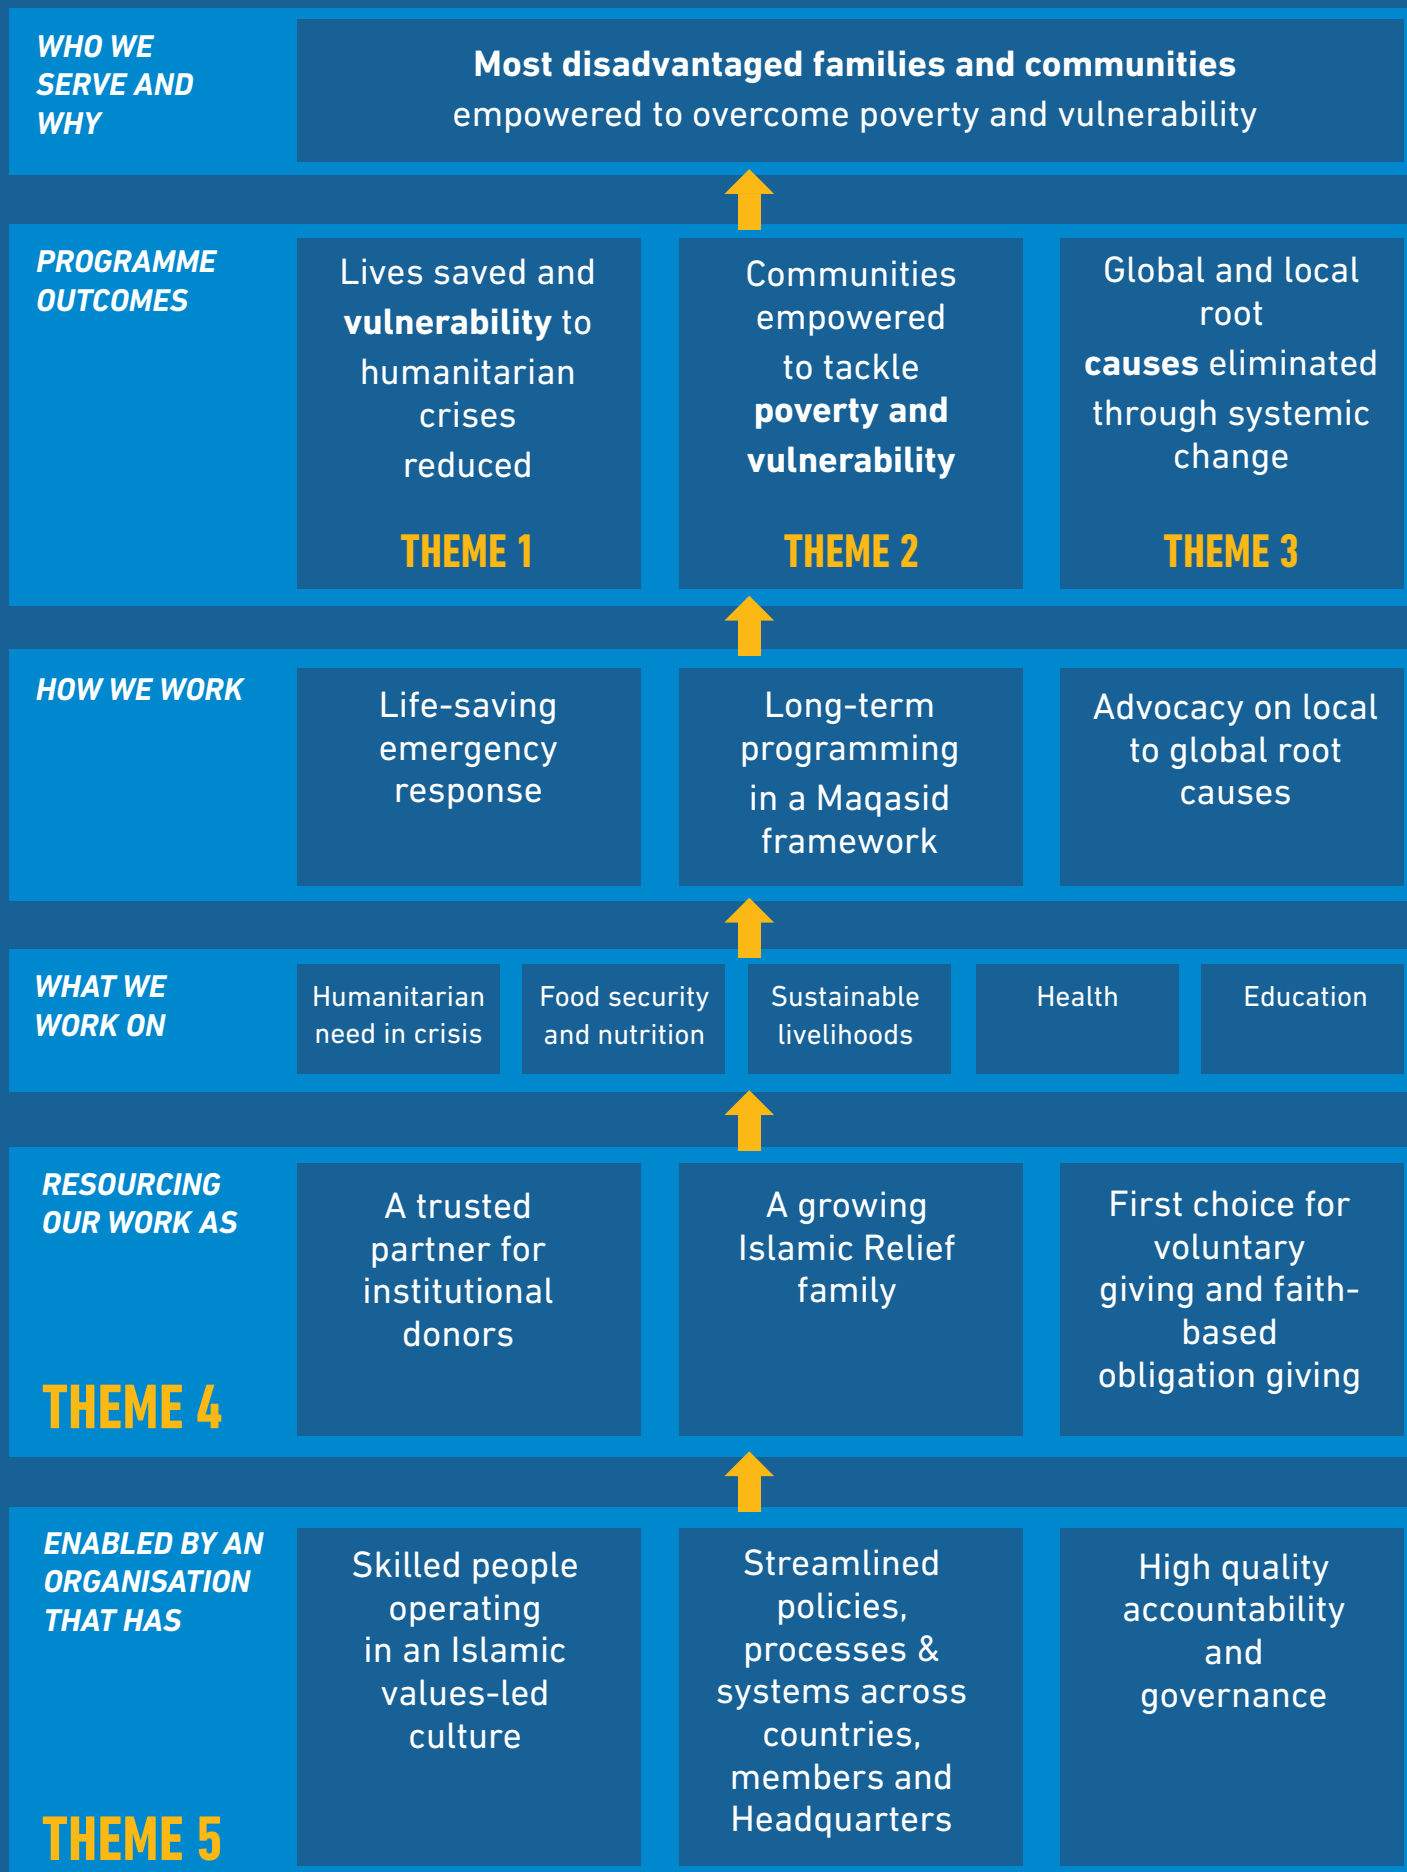 WHO WE
SERVE AND
WHY
Most disadvantaged families and communities
empowered to overcome poverty and vulnerability
PROGRAMME
OUTCOMES
Lives saved and
vulnerability to
humanitarian
crises
reduced
THEME 1
Communities
empowered
to tackle
poverty and
vulnerability
THEME 2
Global and local
root
causes eliminated
through systemic
change
THEME 3
HOW WE WORK
Life-saving
emergency
response
Long-term
programming
in a Maqasid
framework
Advocacy on local
to global root
causes
WHAT WE
WORK ON
Humanitarian
need in crisis
Food security
and nutrition
Sustainable
livelihoods
Health
Education
RESOURCING
OUR WORK AS
THEME 4
A trusted
partner for
institutional
donors
A growing
Islamic Relief
family
First choice for
voluntary
giving and faith-
based
obligation giving
ENABLED BY AN
ORGANISATION
THAT HAS
THEME 5
Skilled people
operating
in an Islamic
values-led
culture
Streamlined
policies,
processes &
systems across
countries,
members and
Headquarters
High quality
accountability
and
governance